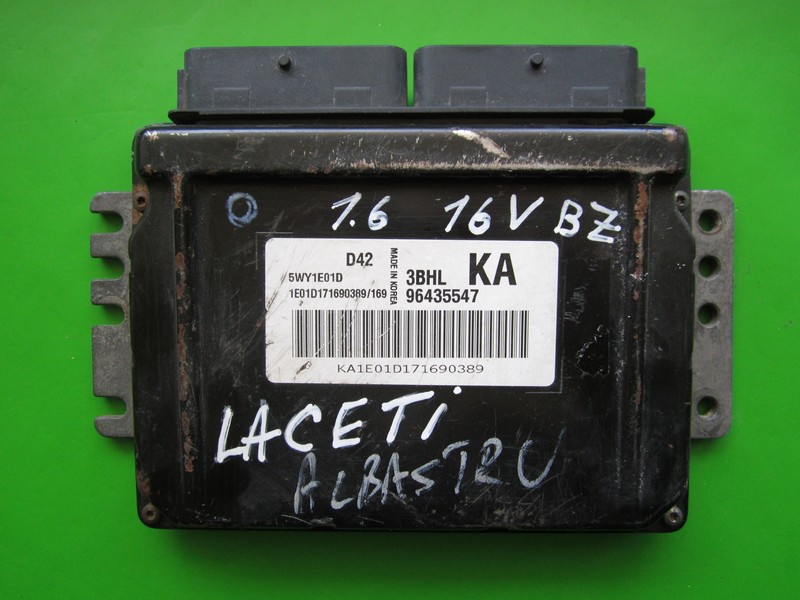 1.6 16V BZ
D42
5WY1E01D
1E01D171690389/169
MADE IN KOREA
3BHL KA
96435547
KA1E01D171690389
LACETi
ALBASTRU